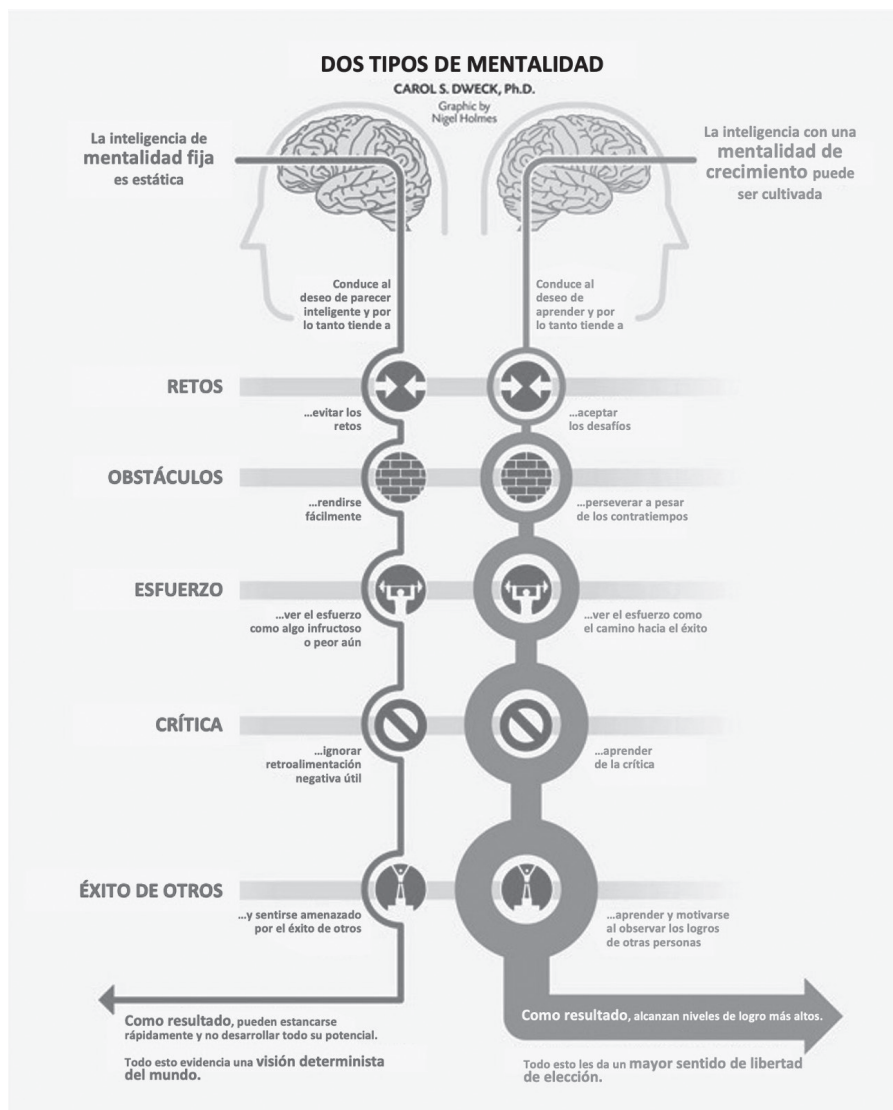 DOS TIPOS DE MENTALIDAD
CAROL S. DWECK, Ph.D.
Graphic by
Nigel Holmes
La inteligencia de
mentalidad fija
es estática
La inteligencia con una
mentalidad de
crecimiento puede
ser cultivada
Conduce al
deseo de parecer
inteligente y por
lo tanto tiende a
Conduce al
deseo de
aprender y por
lo tanto tiende a
RETOS
...evitar los
retos
...aceptar
los desafíos
OBSTÁCULOS
...rendirse
fácilmente
...perseverar a pesar
de los contratiempos
ESFUERZO
...ver el esfuerzo
como algo infructoso
o peor aún
...ver el esfuerzo como
el camino hacia el éxito
CRÍTICA
...ignorar
retroalimentación
negativa útil
...aprender
de la crítica
ÉXITO DE OTROS
...y sentirse amenazado
por el éxito de otros
...aprender y motivarse
al observar los logros
de otras personas
Como resultado, pueden estancarse
rápidamente y no desarrollar todo su potencial.
Todo esto evidencia una visión determinista
del mundo.
Como resultado, alcanzan niveles de logro más altos.
Todo esto les da un mayor sentido de libertad
de elección.